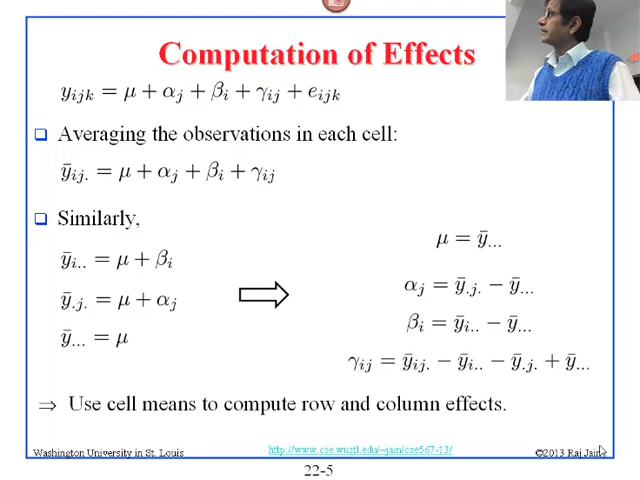 Computation of Effects
y_{ijk} = μ + α_j + β_i + γ_{ij} + e_{ijk}
❑ Averaging the observations in each cell:
ȳ_{ij.} = μ + α_j + β_i + γ_{ij}
❑ Similarly,
ȳ_{i..} = μ + β_i
ȳ_{.j.} = μ + α_j
ȳ_{...} = μ
μ = ȳ_{...}
α_j = ȳ_{.j.} − ȳ_{...}
β_i = ȳ_{i..} − ȳ_{...}
γ_{ij} = ȳ_{ij.} − ȳ_{i..} − ȳ_{.j.} + ȳ_{...}
⇒ Use cell means to compute row and column effects.
Washington University in St. Louis
http://www.cse.wustl.edu/~jain/cse567-13/
©2013 Raj Jain
22-5